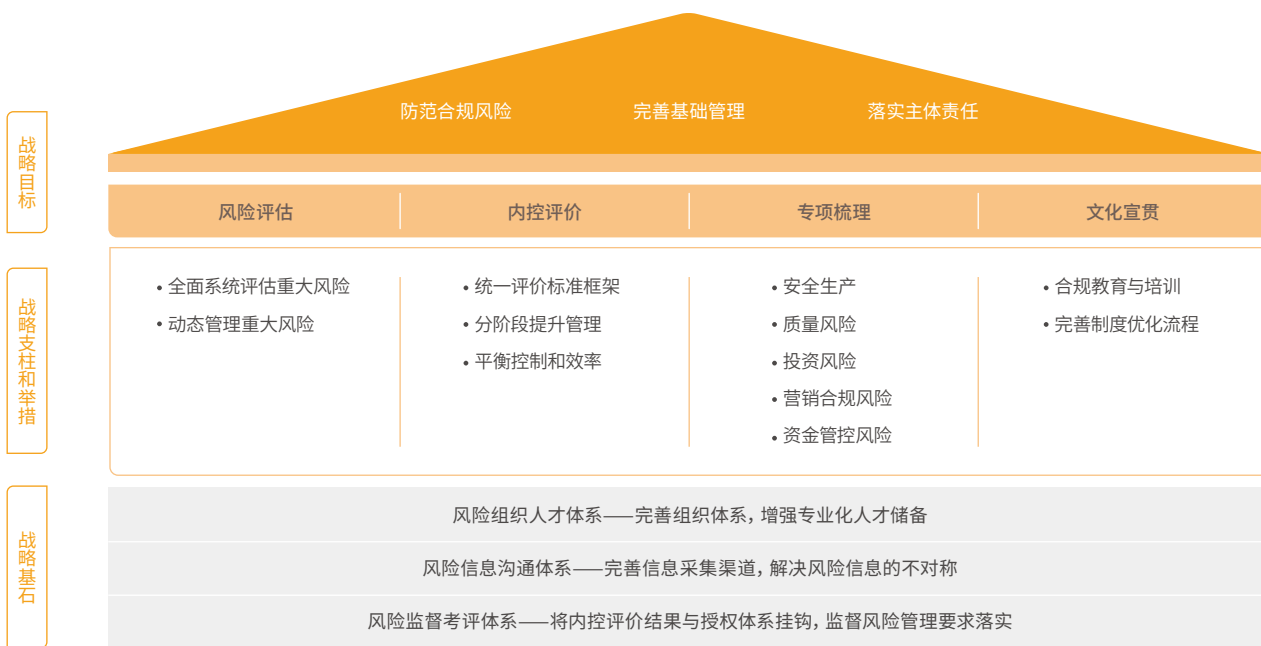 防范合规风险
完善基础管理
落实主体责任
战略目标
风险评估
内控评价
专项梳理
文化宣贯
战略支柱和举措
• 全面系统评估重大风险
• 动态管理重大风险
• 统一评价标准框架
• 分阶段提升管理
• 平衡控制和效率
• 安全生产
• 质量风险
• 投资风险
• 营销合规风险
• 资金管控风险
• 合规教育与培训
• 完善制度优化流程
战略基石
风险组织人才体系——完善组织体系，增强专业化人才储备
风险信息沟通体系——完善信息采集渠道，解决风险信息的不对称
风险监督考评体系——将内控评价结果与授权体系挂钩，监督风险管理要求落实